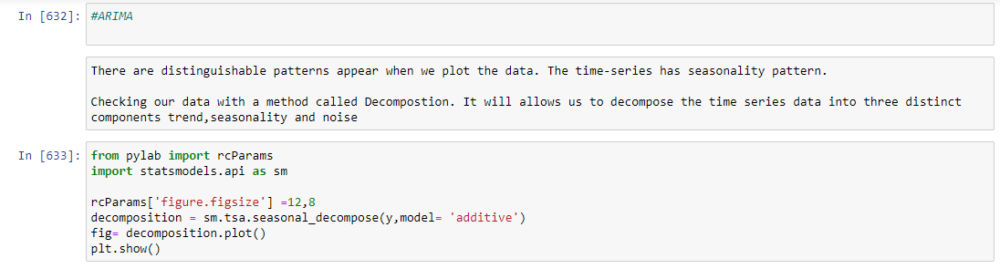 In [632]: #ARIMA
There are distinguishable patterns appear when we plot the data. The time-series has seasonality pattern.
Checking our data with a method called Decompostion. It will allows us to decompose the time series data into three distinct
components trend,seasonality and noise
In [633]: from pylab import rcParams
import statsmodels.api as sm
rcParams['figure.figsize'] =12,8
decomposition = sm.tsa.seasonal_decompose(y,model= 'additive')
fig= decomposition.plot()
plt.show()